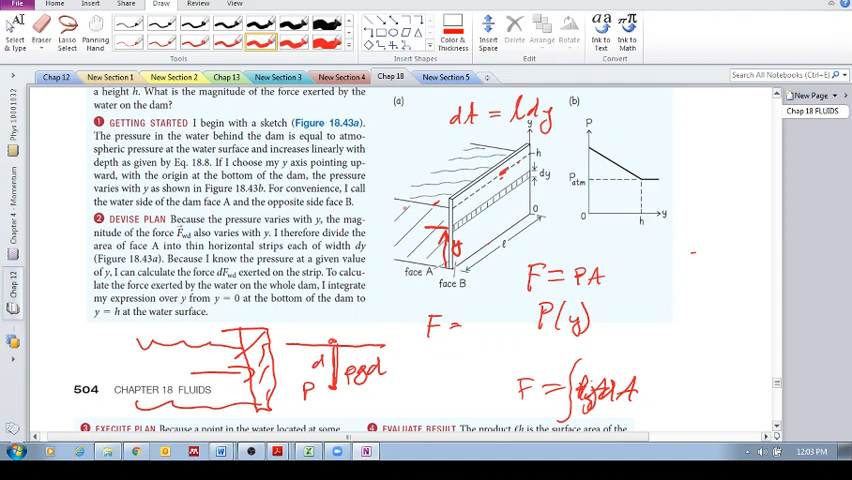 File Home Insert Share Draw History Review View
Select & Type
Eraser
Lasso Select
Panning Hand
Tools
Insert Shapes
Color & Thickness
Insert Space
Delete
Arrange
Rotate
Edit
Ink to Text
Ink to Math
Convert
Chap 12 New Section 1 New Section 2 Chap 13 New Section 3 New Section 4 Chap 18 New Section 5
Search All Notebooks (Ctrl+E)
New Page
Chap 18 FLUIDS
Phys 10041032
Chapter 4 - Momentum
Chap 12
a height h. What is the magnitude of the force exerted by the
water on the dam?
1 GETTING STARTED I begin with a sketch (Figure 18.43a).
The pressure in the water behind the dam is equal to atmo-
spheric pressure at the water surface and increases linearly with
depth as given by Eq. 18.8. If I choose my y axis pointing up-
ward, with the origin at the bottom of the dam, the pressure
varies with y as shown in Figure 18.43b. For convenience, I call
the water side of the dam face A and the opposite side face B.
2 DEVISE PLAN Because the pressure varies with y, the mag-
nitude of the force F⃗wd also varies with y. I therefore divide the
area of face A into thin horizontal strips each of width dy
(Figure 18.43a). Because I know the pressure at a given value
of y, I can calculate the force dFwd exerted on the strip. To calcu-
late the force exerted by the water on the whole dam, I integrate
my expression over y from y = 0 at the bottom of the dam to
y = h at the water surface.
(a)
dA = l dy
y
h
dy
0
l
y
face A
face B
(b)
P
Patm
0
h
y
F = PA
P(y)
F =
d
P
ρgd
504 CHAPTER 18 FLUIDS
3 EXECUTE PLAN Because a point in the water located at some
4 EVALUATE RESULT The product ℓh is the surface area of the
12:03 PM